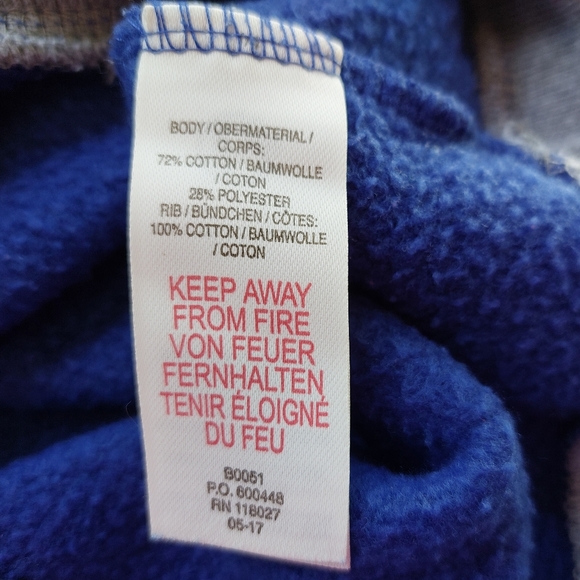 BODY / OBERMATERIAL /
CORPS:
72% COTTON / BAUMWOLLE
/ COTON
28% POLYESTER
RIB / BÜNDCHEN / CÔTES:
100% COTTON / BAUMWOLLE
/ COTON
KEEP AWAY
FROM FIRE
VON FEUER
FERNHALTEN
TENIR ÉLOIGNÉ
DU FEU
B0051
P.O. 600448
RN 118027
05-17